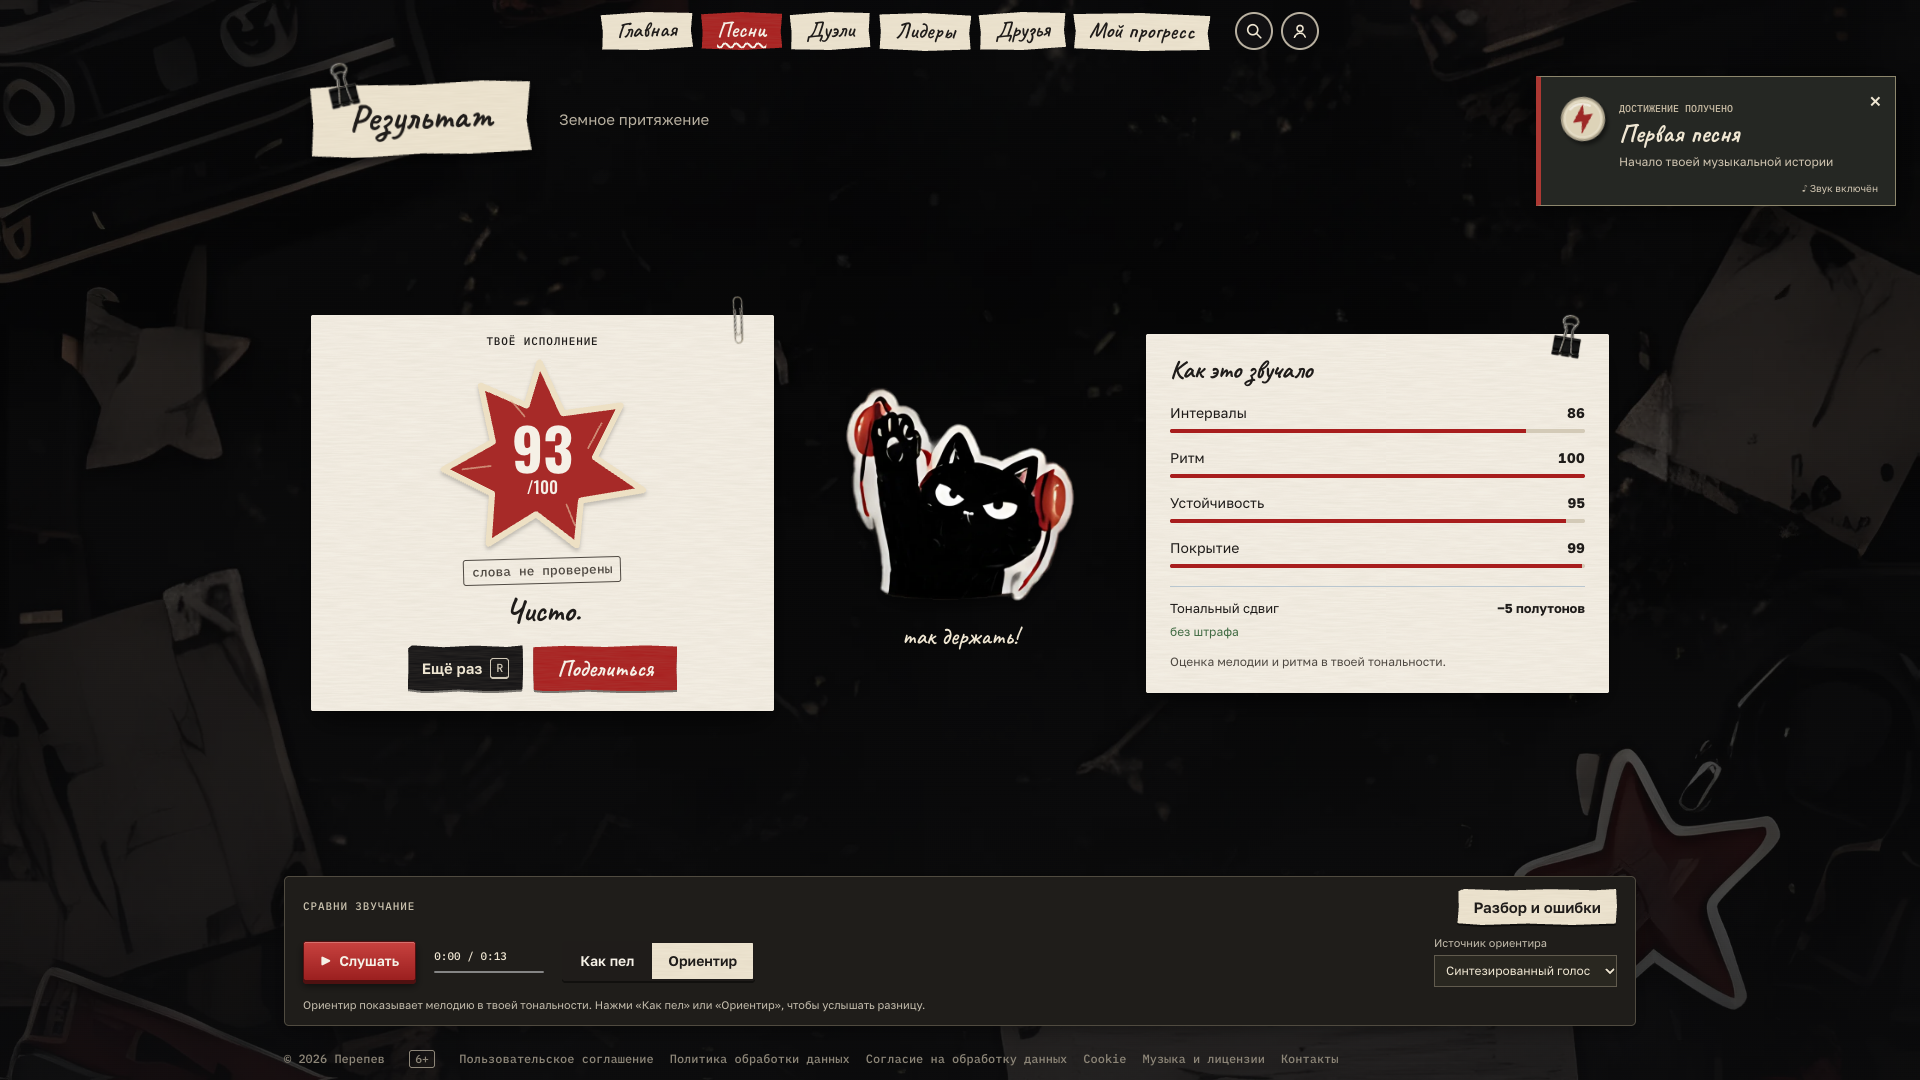 Главная Песни Дуэли Лидеры Друзья Мой прогресс
Результат
Земное притяжение
ДОСТИЖЕНИЕ ПОЛУЧЕНО
Первая песня
Начало твоей музыкальной истории
♪ Звук включён
ТВОЁ ИСПОЛНЕНИЕ
93
/100
слова не проверены
Чисто.
Ещё раз R
Поделиться
так держать!
Как это звучало
Интервалы 86
Ритм 100
Устойчивость 95
Покрытие 99
Тональный сдвиг −5 полутонов
без штрафа
Оценка мелодии и ритма в твоей тональности.
СРАВНИ ЗВУЧАНИЕ
Разбор и ошибки
Слушать
0:00 / 0:13
Как пел
Ориентир
Источник ориентира
Синтезированный голос
Ориентир показывает мелодию в твоей тональности. Нажми «Как пел» или «Ориентир», чтобы услышать разницу.
© 2026 Перепев 6+ Пользовательское соглашение Политика обработки данных Согласие на обработку данных Cookie Музыка и лицензии Контакты